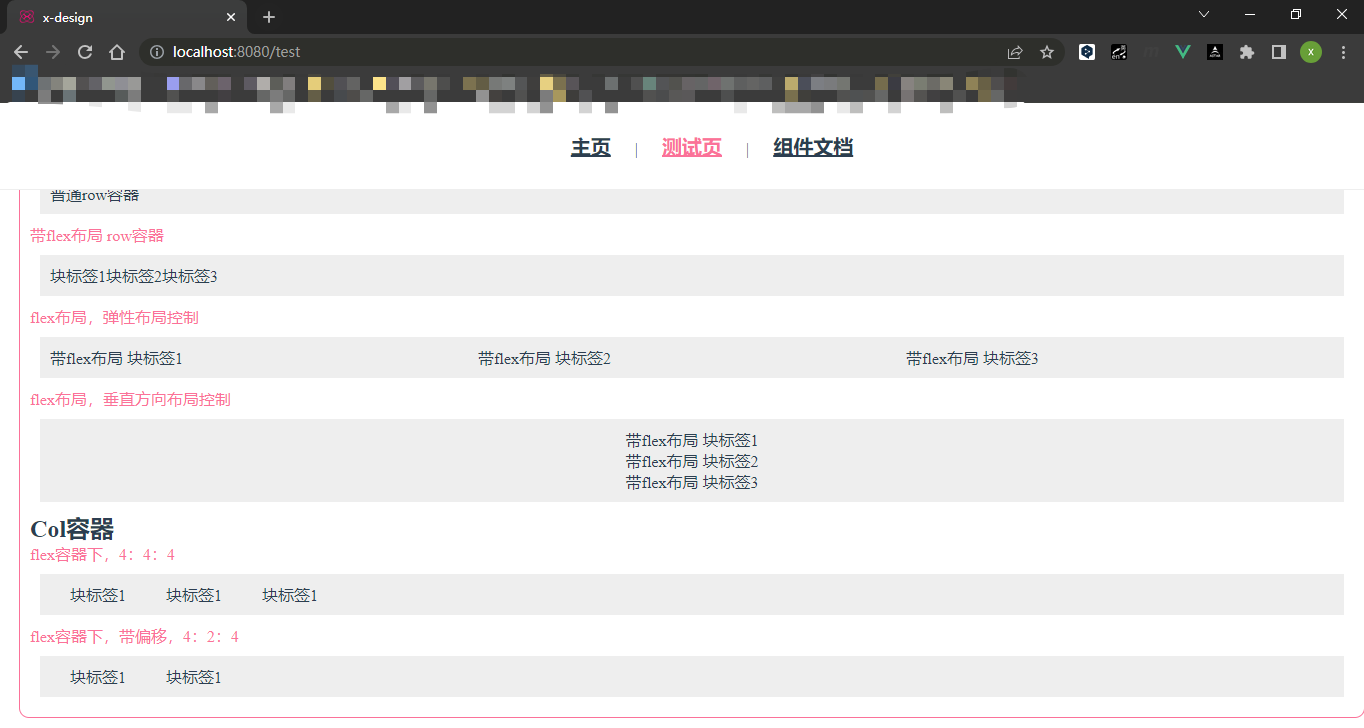 x-design
localhost:8080/test
主页 | 测试页 | 组件文档
普通row容器
带flex布局 row容器
块标签1块标签2块标签3
flex布局，弹性布局控制
带flex布局 块标签1 带flex布局 块标签2 带flex布局 块标签3
flex布局，垂直方向布局控制
带flex布局 块标签1
带flex布局 块标签2
带flex布局 块标签3
Col容器
flex容器下，4：4：4
块标签1 块标签1 块标签1
flex容器下，带偏移，4：2：4
块标签1 块标签1